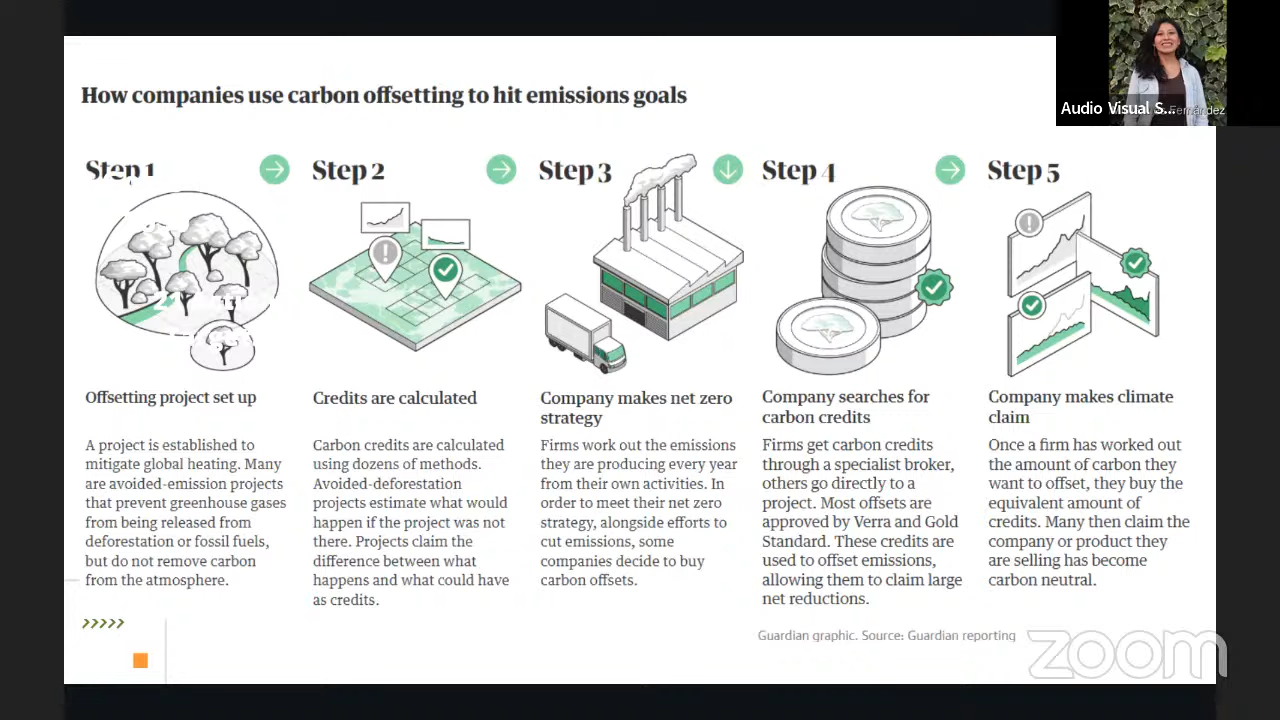 Audio Visual S...
Fernández
How companies use carbon offsetting to hit emissions goals
Step 1
Step 2
Step 3
Step 4
Step 5
Offsetting project set up
A project is established to
mitigate global heating. Many
are avoided-emission projects
that prevent greenhouse gases
from being released from
deforestation or fossil fuels,
but do not remove carbon
from the atmosphere.
Credits are calculated
Carbon credits are calculated
using dozens of methods.
Avoided-deforestation
projects estimate what would
happen if the project was not
there. Projects claim the
difference between what
happens and what could have
as credits.
Company makes net zero
strategy
Firms work out the emissions
they are producing every year
from their own activities. In
order to meet their net zero
strategy, alongside efforts to
cut emissions, some
companies decide to buy
carbon offsets.
Company searches for
carbon credits
Firms get carbon credits
through a specialist broker,
others go directly to a
project. Most offsets are
approved by Verra and Gold
Standard. These credits are
used to offset emissions,
allowing them to claim large
net reductions.
Company makes climate
claim
Once a firm has worked out
the amount of carbon they
want to offset, they buy the
equivalent amount of
credits. Many then claim the
company or product they
are selling has become
carbon neutral.
Guardian graphic. Source: Guardian reporting
zoom